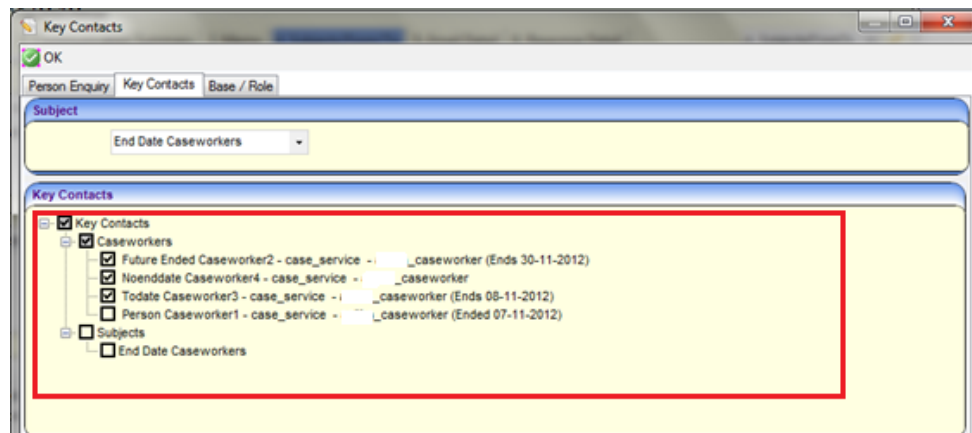 Key Contacts
OK
Person Enquiry Key Contacts Base / Role
Subject
End Date Caseworkers
Key Contacts
Key Contacts
Caseworkers
Future Ended Caseworker2 - case_service - _caseworker (Ends 30-11-2012)
Noenddate Caseworker4 - case_service - _caseworker
Todate Caseworker3 - case_service - _caseworker (Ends 08-11-2012)
Person Caseworker1 - case_service - _caseworker (Ended 07-11-2012)
Subjects
End Date Caseworkers